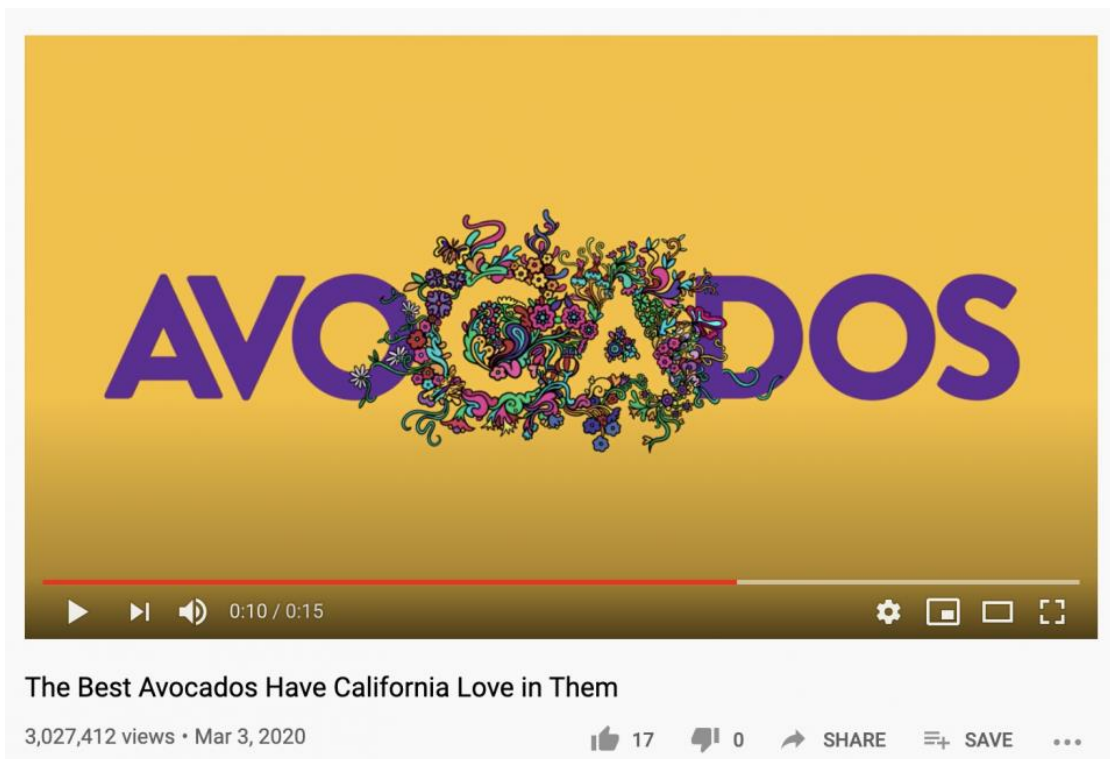 AVOCADOS
0:10 / 0:15
The Best Avocados Have California Love in Them
3,027,412 views • Mar 3, 2020 17 0 SHARE SAVE